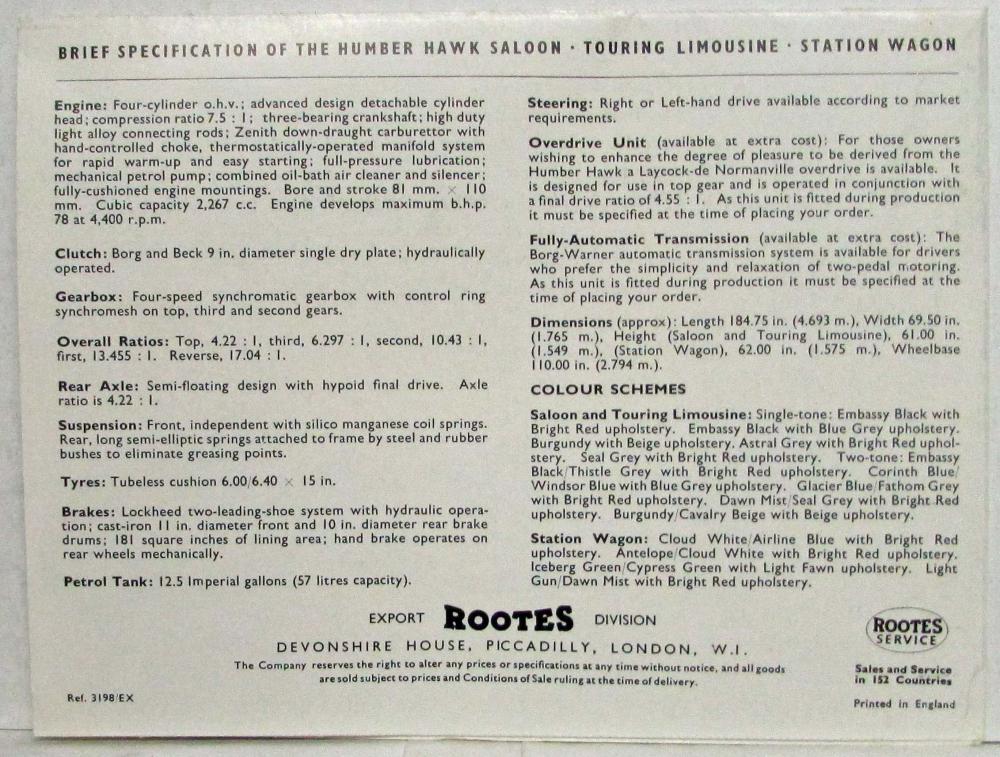 BRIEF SPECIFICATION OF THE HUMBER HAWK SALOON · TOURING LIMOUSINE · STATION WAGON
Engine: Four-cylinder o.h.v.; advanced design detachable cylinder
head; compression ratio 7.5 : 1; three-bearing crankshaft; high duty
light alloy connecting rods; Zenith down-draught carburettor with
hand-controlled choke, thermostatically-operated manifold system
for rapid warm-up and easy starting; full-pressure lubrication;
mechanical petrol pump; combined oil-bath air cleaner and silencer;
fully-cushioned engine mountings. Bore and stroke 81 mm. × 110
mm. Cubic capacity 2,267 c.c. Engine develops maximum b.h.p.
78 at 4,400 r.p.m.
Clutch: Borg and Beck 9 in. diameter single dry plate; hydraulically
operated.
Gearbox: Four-speed synchromatic gearbox with control ring
synchromesh on top, third and second gears.
Overall Ratios: Top, 4.22 : 1, third, 6.297 : 1, second, 10.43 : 1,
first, 13.455 : 1. Reverse, 17.04 : 1.
Rear Axle: Semi-floating design with hypoid final drive. Axle
ratio is 4.22 : 1.
Suspension: Front, independent with silico manganese coil springs.
Rear, long semi-elliptic springs attached to frame by steel and rubber
bushes to eliminate greasing points.
Tyres: Tubeless cushion 6.00/6.40 × 15 in.
Brakes: Lockheed two-leading-shoe system with hydraulic opera-
tion; cast-iron 11 in. diameter front and 10 in. diameter rear brake
drums; 181 square inches of lining area; hand brake operates on
rear wheels mechanically.
Petrol Tank: 12.5 Imperial gallons (57 litres capacity).
Steering: Right or Left-hand drive available according to market
requirements.
Overdrive Unit (available at extra cost): For those owners
wishing to enhance the degree of pleasure to be derived from the
Humber Hawk a Laycock-de Normanville overdrive is available. It
is designed for use in top gear and is operated in conjunction with
a final drive ratio of 4.55 : 1. As this unit is fitted during production
it must be specified at the time of placing your order.
Fully-Automatic Transmission (available at extra cost): The
Borg-Warner automatic transmission system is available for drivers
who prefer the simplicity and relaxation of two-pedal motoring.
As this unit is fitted during production it must be specified at the
time of placing your order.
Dimensions (approx): Length 184.75 in. (4.693 m.), Width 69.50 in.
(1.765 m.), Height (Saloon and Touring Limousine), 61.00 in.
(1.549 m.), (Station Wagon), 62.00 in. (1.575 m.), Wheelbase
110.00 in. (2.794 m.).
COLOUR SCHEMES
Saloon and Touring Limousine: Single-tone: Embassy Black with
Bright Red upholstery. Embassy Black with Blue Grey upholstery.
Burgundy with Beige upholstery. Astral Grey with Bright Red uphol-
stery. Seal Grey with Bright Red upholstery. Two-tone: Embassy
Black/Thistle Grey with Bright Red upholstery. Corinth Blue/
Windsor Blue with Blue Grey upholstery. Glacier Blue/Fathom Grey
with Bright Red upholstery. Dawn Mist/Seal Grey with Bright Red
upholstery. Burgundy/Cavalry Beige with Beige upholstery.
Station Wagon: Cloud White/Airline Blue with Bright Red
upholstery. Antelope/Cloud White with Bright Red upholstery.
Iceberg Green/Cypress Green with Light Fawn upholstery. Light
Gun/Dawn Mist with Bright Red upholstery.
EXPORT ROOTES DIVISION
DEVONSHIRE HOUSE, PICCADILLY, LONDON, W.I.
The Company reserves the right to alter any prices or specifications at any time without notice, and all goods
are sold subject to prices and Conditions of Sale ruling at the time of delivery.
Ref. 3198/EX
ROOTES
SERVICE
Sales and Service
in 152 Countries
Printed in England